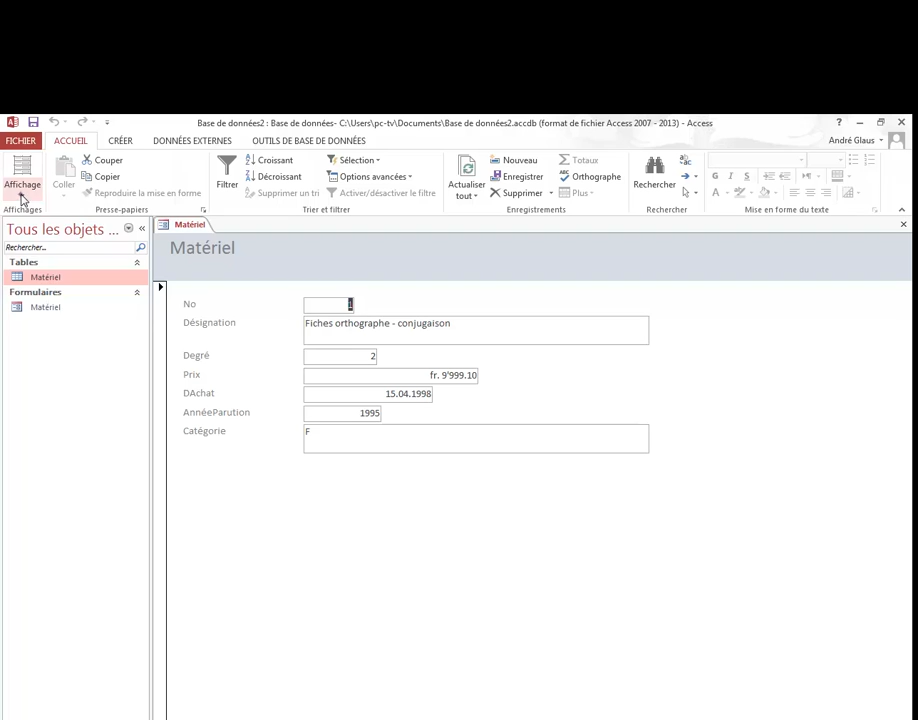 Base de données2 : Base de données- C:\Users\pc-tv\Documents\Base de données2.accdb (format de fichier Access 2007 - 2013) - Access
FICHIER ACCUEIL CRÉER DONNÉES EXTERNES OUTILS DE BASE DE DONNÉES André Glaus
Affichage
Affichages
Coller
Couper
Copier
Reproduire la mise en forme
Presse-papiers
Filtrer
Croissant
Décroissant
Supprimer un tri
Sélection
Options avancées
Activer/désactiver le filtre
Trier et filtrer
Actualiser
tout
Nouveau
Enregistrer
Supprimer
Totaux
Orthographe
Plus
Enregistrements
Rechercher
Rechercher
G I S
A
Mise en forme du texte
Tous les objets ...
Rechercher...
Tables
Matériel
Formulaires
Matériel
Matériel
Matériel
No 1
Désignation Fiches orthographe - conjugaison
Degré 2
Prix fr. 9'999.10
DAchat 15.04.1998
AnnéeParution 1995
Catégorie F